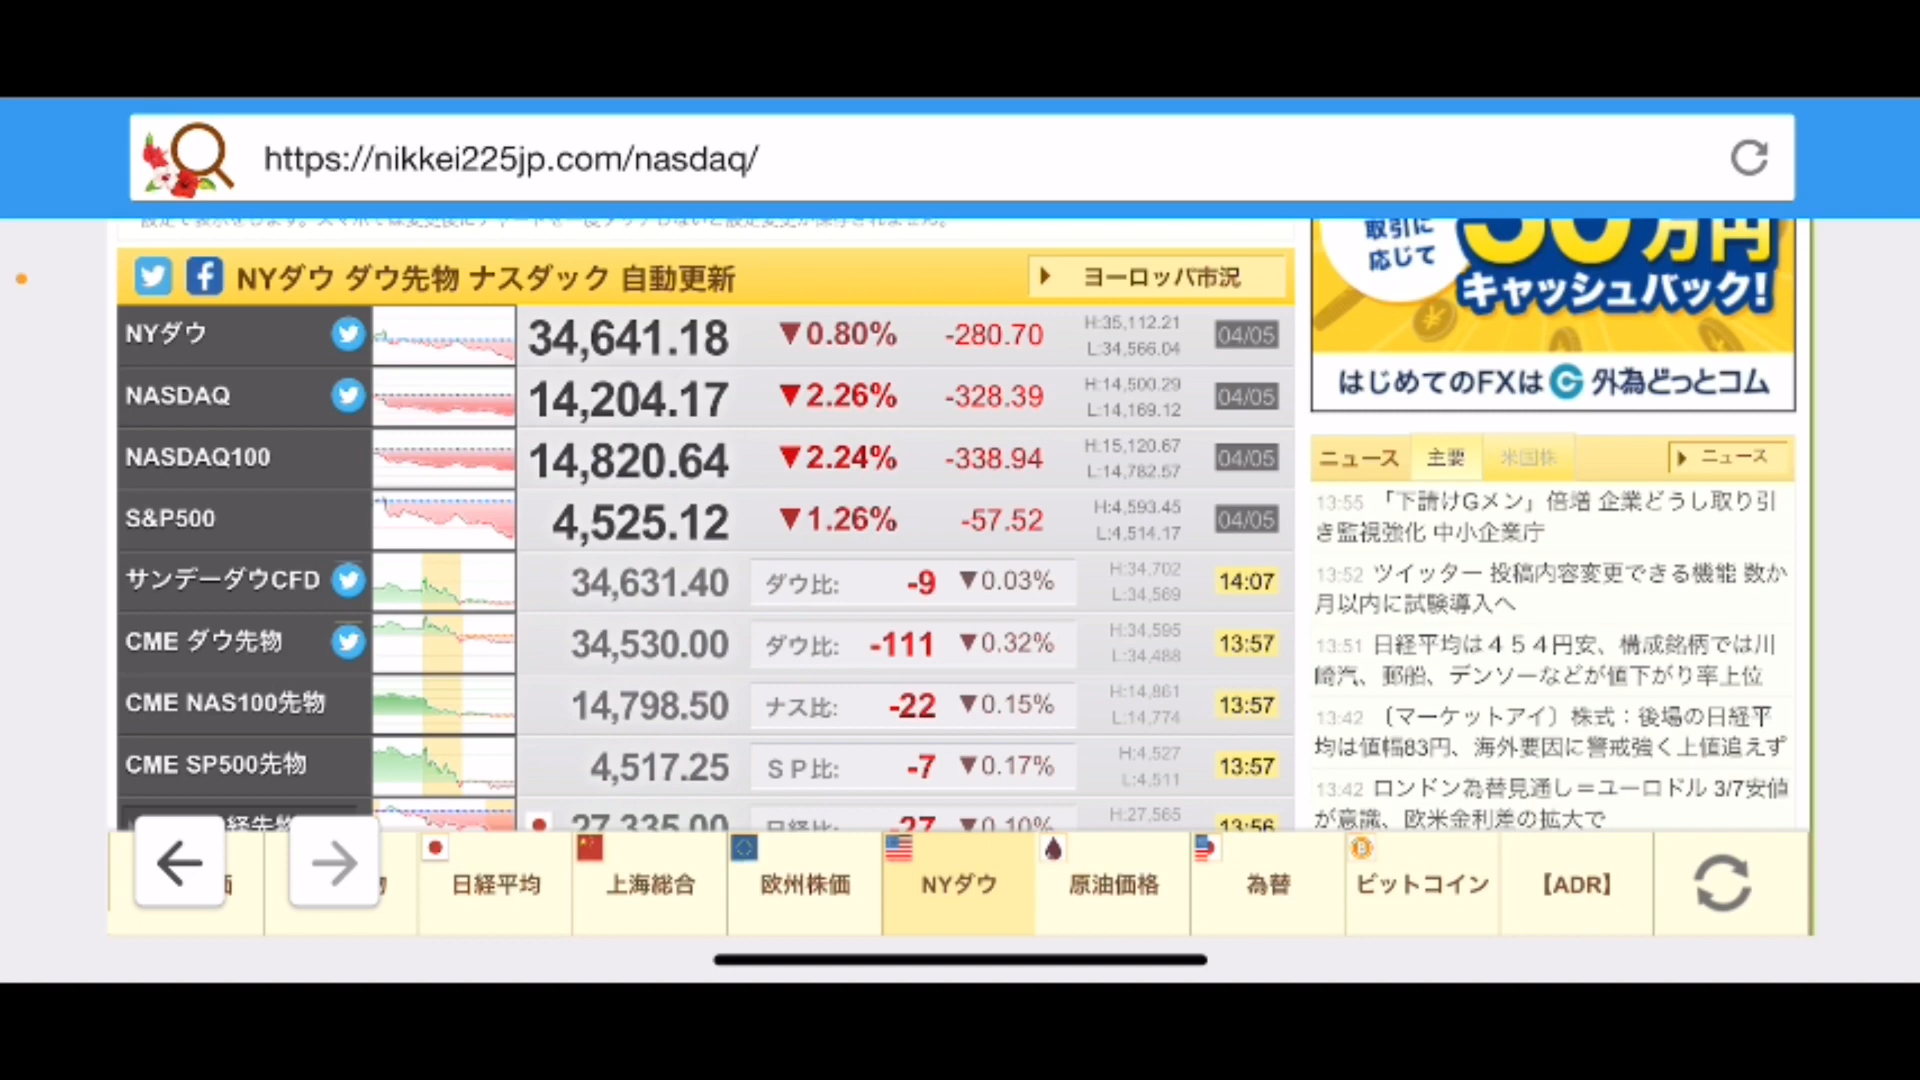 https://nikkei225jp.com/nasdaq/
NYダウ ダウ先物 ナスダック 自動更新
ヨーロッパ市況
NYダウ 34,641.18 ▼0.80% -280.70 H:35,112.21 L:34,566.04 04/05
NASDAQ 14,204.17 ▼2.26% -328.39 H:14,500.29 L:14,169.12 04/05
NASDAQ100 14,820.64 ▼2.24% -338.94 H:15,120.67 L:14,782.57 04/05
S&P500 4,525.12 ▼1.26% -57.52 H:4,593.45 L:4,514.17 04/05
サンデーダウCFD 34,631.40 ダウ比: -9 ▼0.03% H:34,702 L:34,569 14:07
CME ダウ先物 34,530.00 ダウ比: -111 ▼0.32% H:34,595 L:34,488 13:57
CME NAS100先物 14,798.50 ナス比: -22 ▼0.15% H:14,861 L:14,774 13:57
CME SP500先物 4,517.25 ＳＰ比: -7 ▼0.17% H:4,527 L:4,511 13:57
27,335.00 日経比: -27 ▼0.10% H:27,565 13:56
取引に
応じて
万円
キャッシュバック!
はじめてのFXは 外為どっとコム
ニュース 主要 米国株 ニュース
13:55 「下請けGメン」倍増 企業どうし取り引
き監視強化 中小企業庁
13:52 ツイッター 投稿内容変更できる機能 数か
月以内に試験導入へ
13:51 日経平均は４５４円安、構成銘柄では川
崎汽、郵船、デンソーなどが値下がり率上位
13:42 〔マーケットアイ〕株式：後場の日経平
均は値幅83円、海外要因に警戒強く上値追えず
13:42 ロンドン為替見通し＝ユーロドル 3/7安値
が意識、欧米金利差の拡大で
日経平均 上海総合 欧州株価 NYダウ 原油価格 為替 ビットコイン 【ADR】